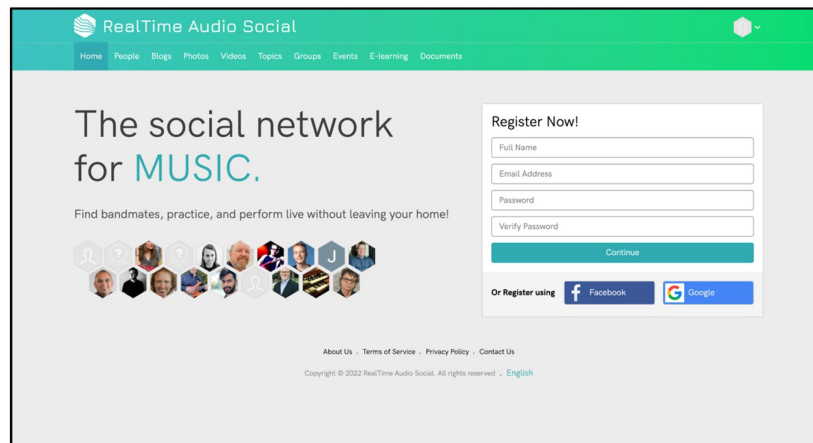 RealTime Audio Social
Home People Blogs Photos Videos Topics Groups Events E-learning Documents
The social network
for MUSIC.
Find bandmates, practice, and perform live without leaving your home!
? ? J
Register Now!
Full Name
Email Address
Password
Verify Password
Continue
Or Register using Facebook Google
About Us . Terms of Service . Privacy Policy . Contact Us
Copyright © 2022 RealTime Audio Social. All rights reserved . English